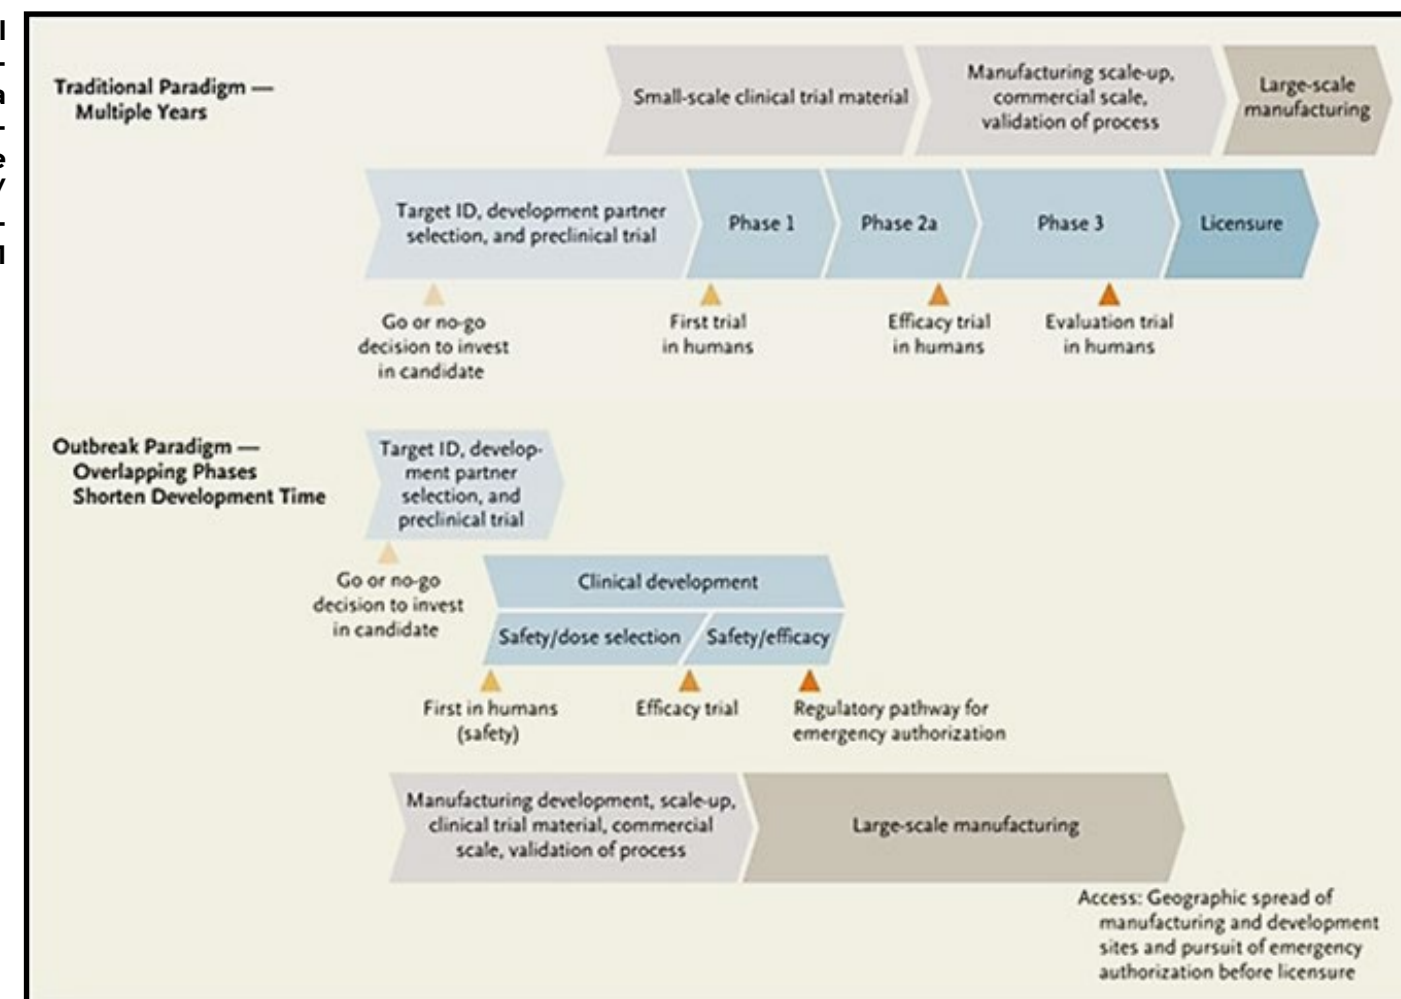 Traditional Paradigm —
Multiple Years
Small-scale clinical trial material
Manufacturing scale-up,
commercial scale,
validation of process
Large-scale
manufacturing
Target ID, development partner
selection, and preclinical trial
Phase 1
Phase 2a
Phase 3
Licensure
Go or no-go
decision to invest
in candidate
First trial
in humans
Efficacy trial
in humans
Evaluation trial
in humans
Outbreak Paradigm —
Overlapping Phases
Shorten Development Time
Target ID, develop-
ment partner
selection, and
preclinical trial
Go or no-go
decision to invest
in candidate
Clinical development
Safety/dose selection
Safety/efficacy
First in humans
(safety)
Efficacy trial
Regulatory pathway for
emergency authorization
Manufacturing development, scale-up,
clinical trial material, commercial
scale, validation of process
Large-scale manufacturing
Access: Geographic spread of
manufacturing and development
sites and pursuit of emergency
authorization before licensure